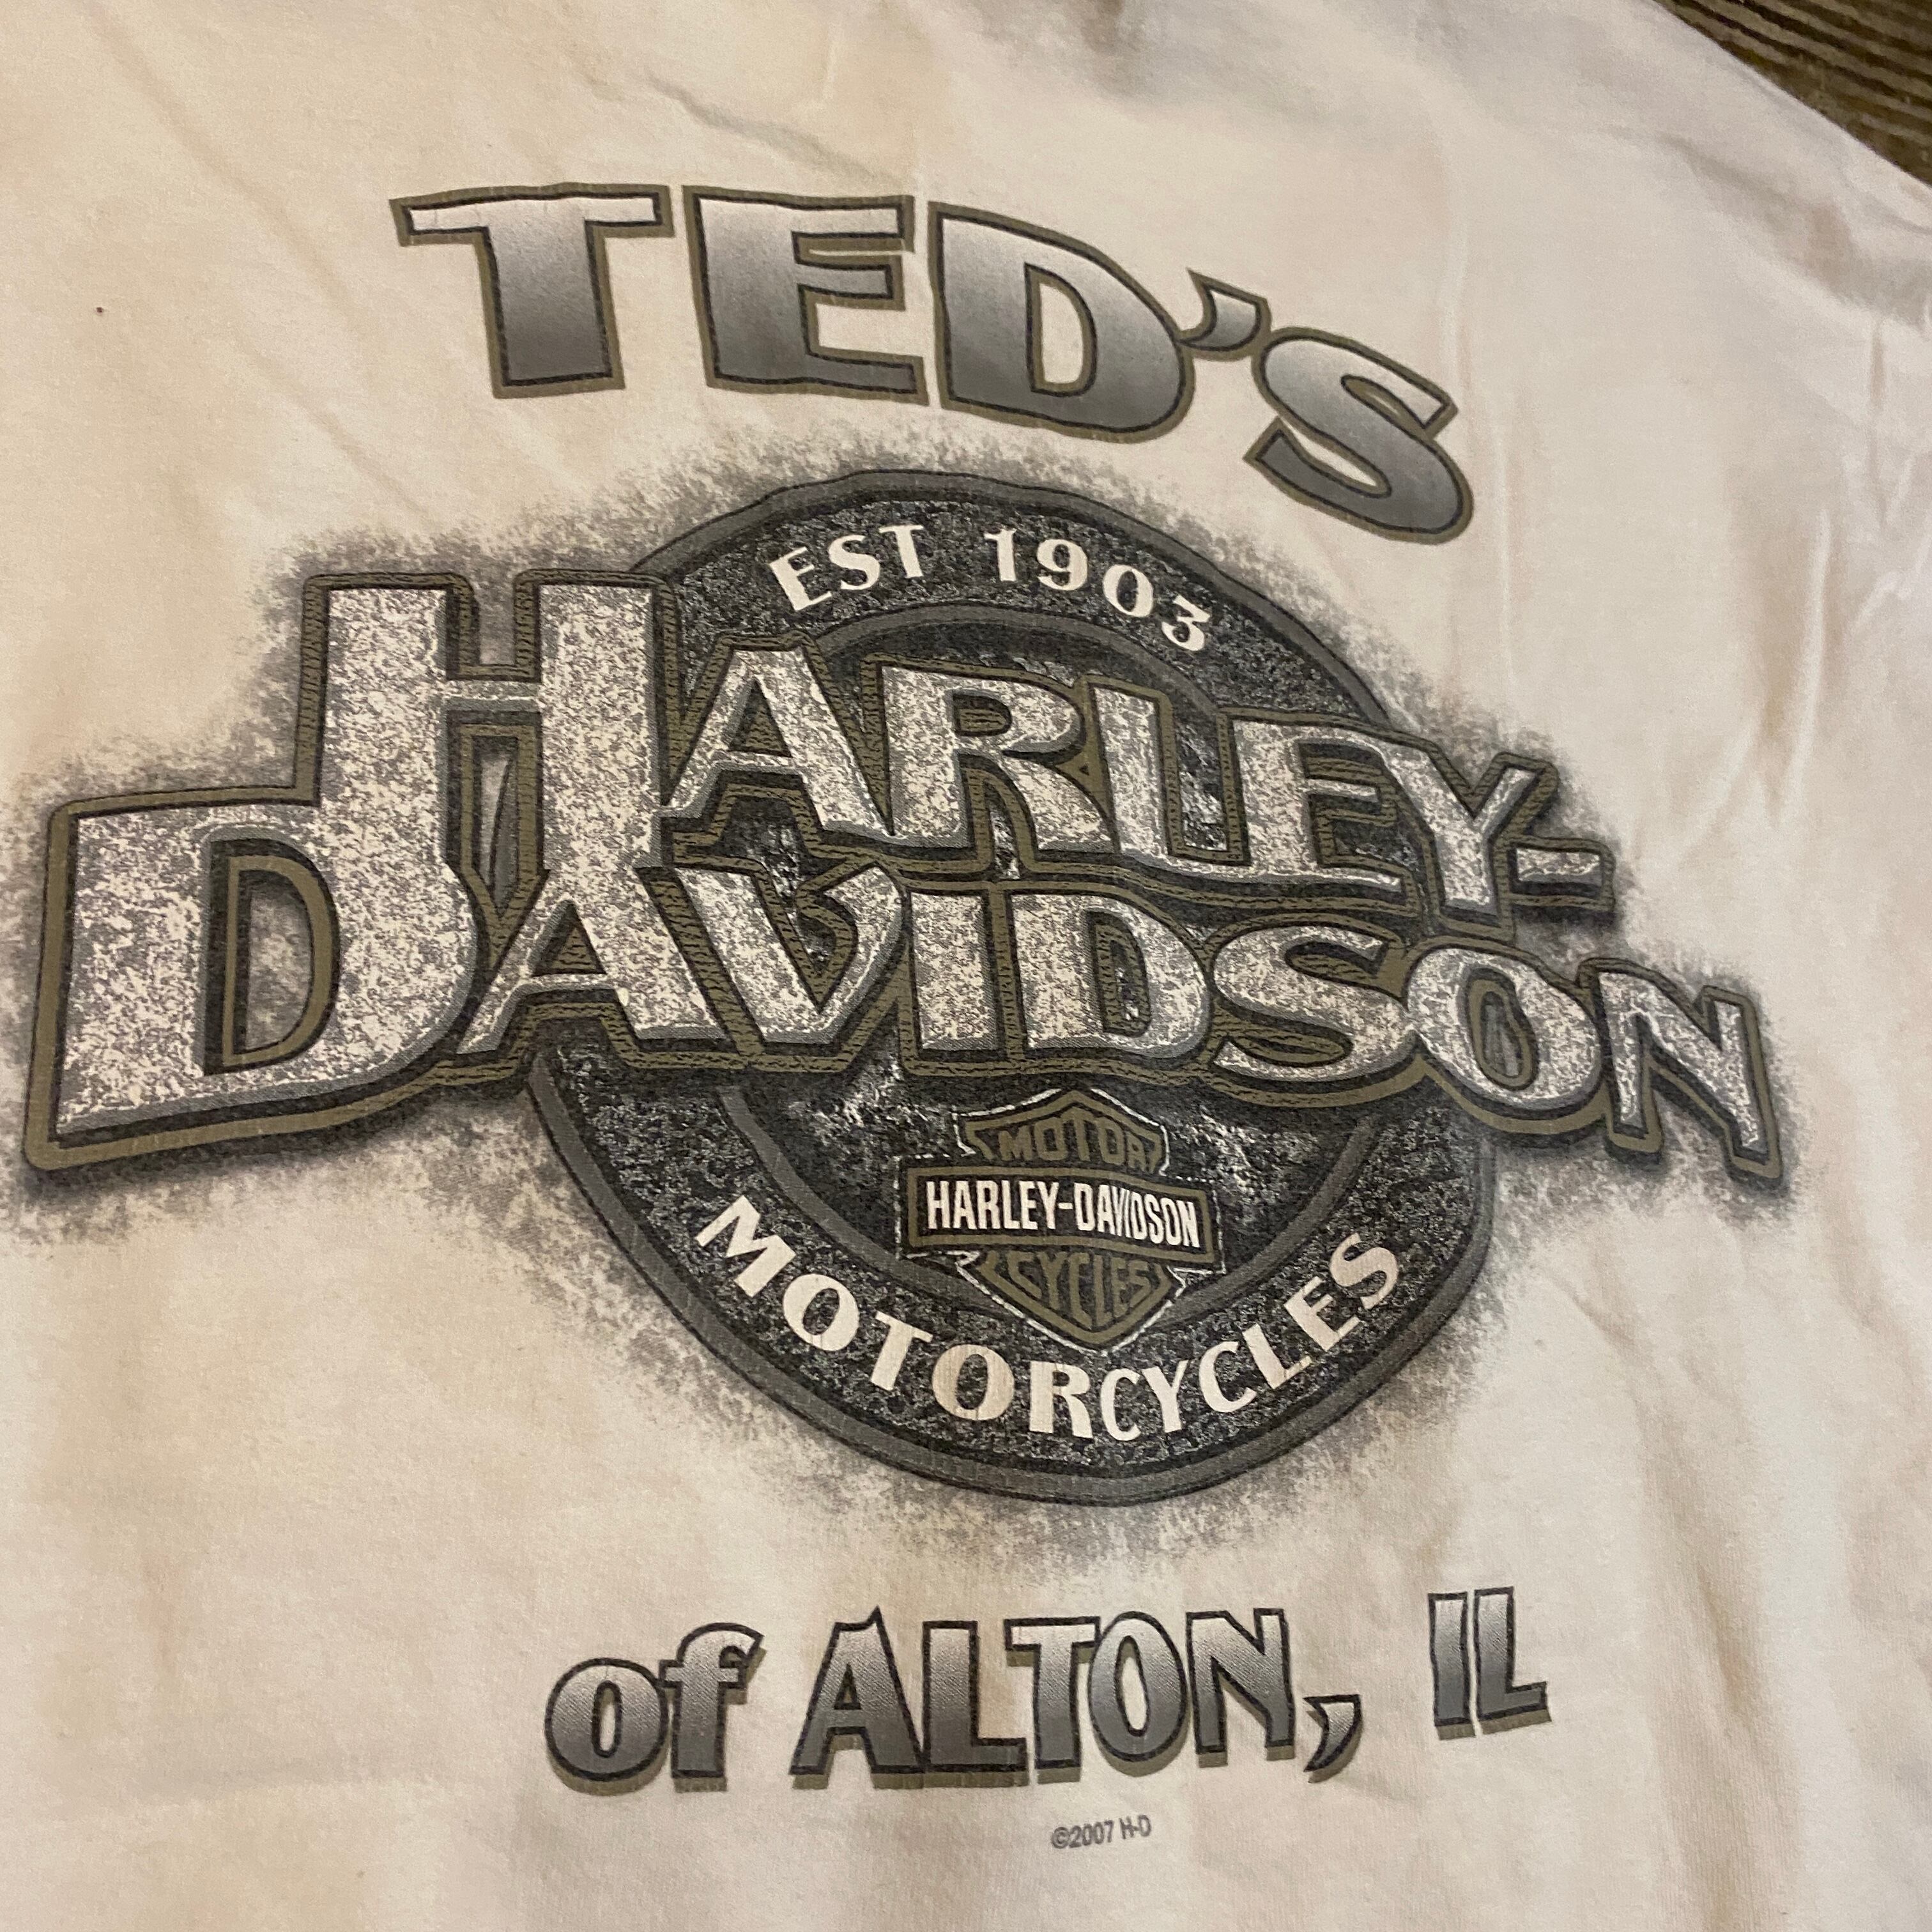 TED'S
EST 1903
HARLEY-
DAVIDSON
MOTOR
HARLEY-DAVIDSON
CYCLES
MOTORCYCLES
of ALTON, IL
©2007 H-D